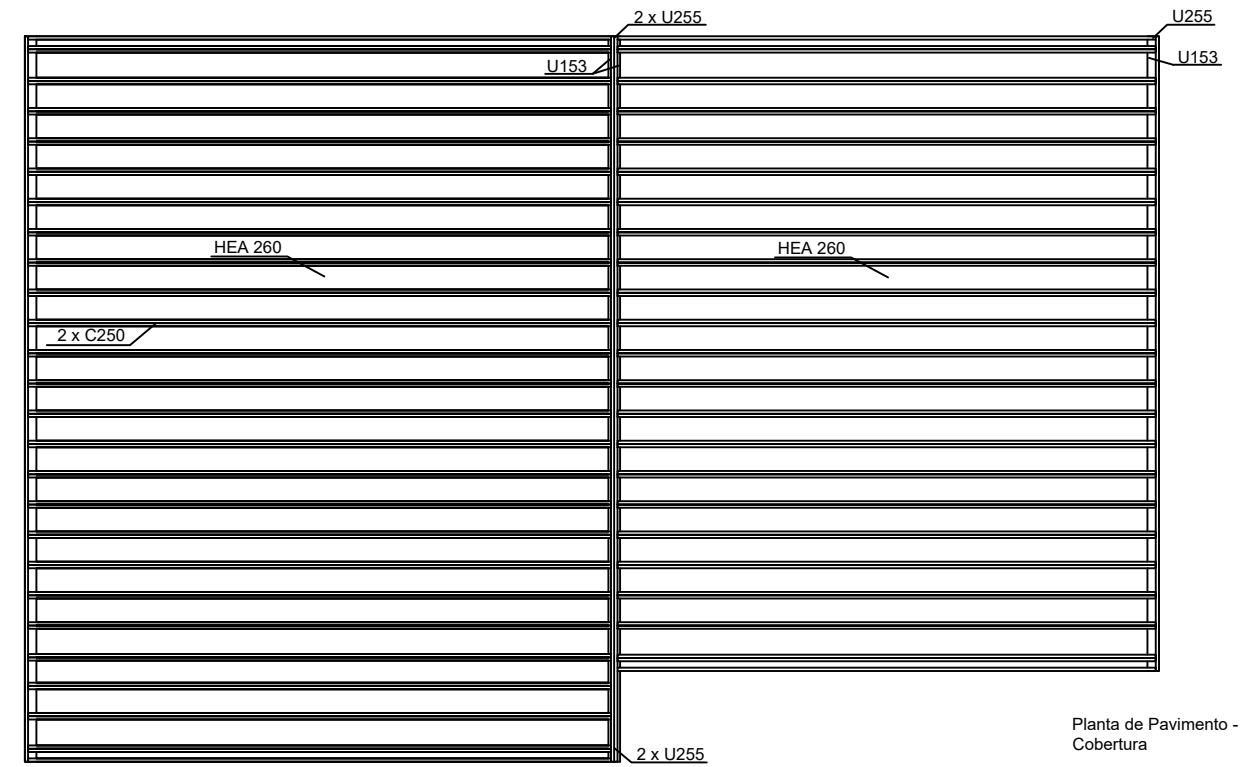 2 x U255
U255
U153
U153
HEA 260
HEA 260
2 x C250
Planta de Pavimento -
Cobertura
2 x U255